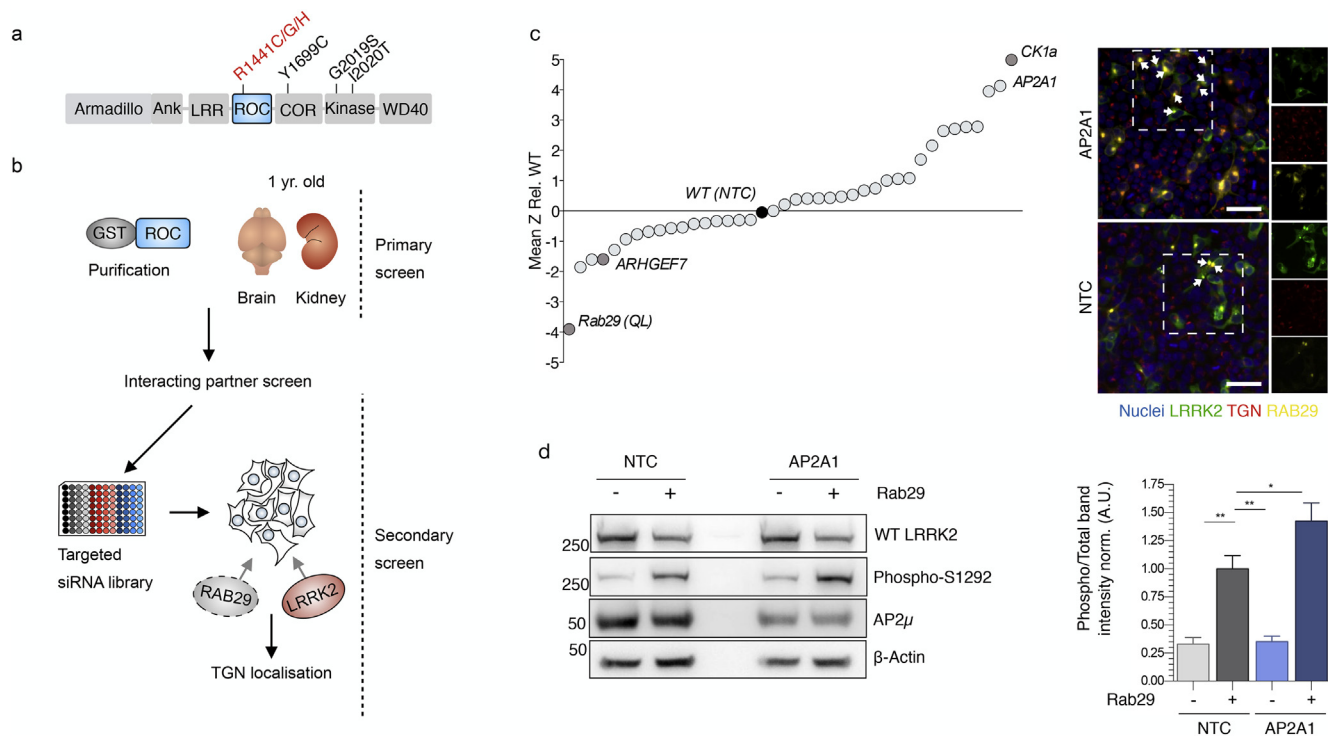 a
R1441C/G/H
Y1699C
G2019S
I2020T
Armadillo Ank LRR ROC COR Kinase WD40
b
1 yr. old
GST ROC
Purification
Brain Kidney
Primary
screen
Interacting partner screen
Targeted
siRNA library
RAB29
LRRK2
Secondary
screen
TGN localisation
c
Mean Z Rel. WT
5
4
3
2
1
0
-1
-2
-3
-4
-5
CK1a
AP2A1
WT (NTC)
ARHGEF7
Rab29 (QL)
AP2A1
NTC
Nuclei LRRK2 TGN RAB29
d
NTC AP2A1
- + - + Rab29
250 WT LRRK2
250 Phospho-S1292
50 AP2µ
50 β-Actin
Phospho/Total band
intensity norm. (A.U.)
1.75
1.50
1.25
1.00
0.75
0.50
0.25
0.00
**
**
*
Rab29 - + - +
NTC AP2A1